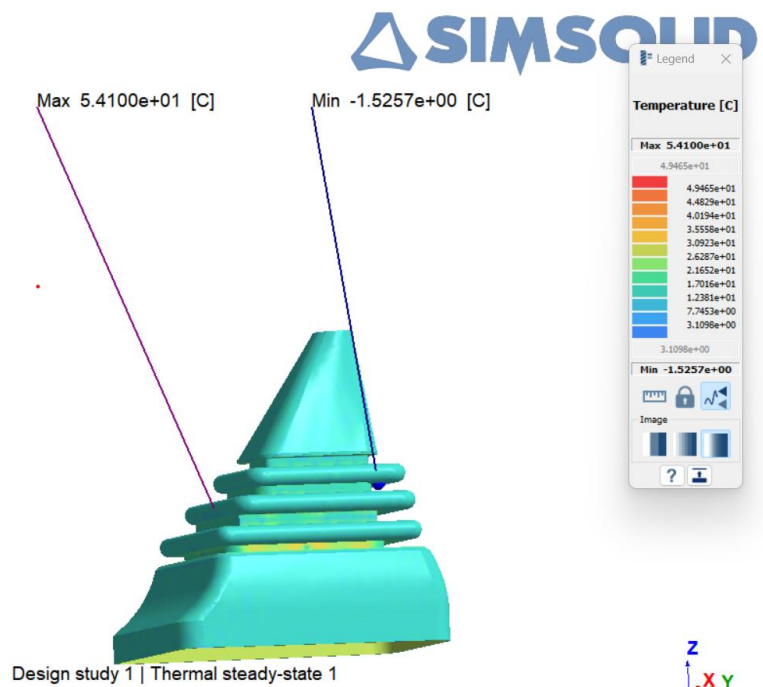 SIMSOLID
Legend
Max 5.4100e+01 [C]
Min -1.5257e+00 [C]
Temperature [C]
Max 5.4100e+01
4.9465e+01
4.9465e+01
4.4829e+01
4.0194e+01
3.5558e+01
3.0923e+01
2.6287e+01
2.1652e+01
1.7016e+01
1.2381e+01
7.7453e+00
3.1098e+00
3.1098e+00
Min -1.5257e+00
Image
?
Z
X Y
Design study 1 | Thermal steady-state 1